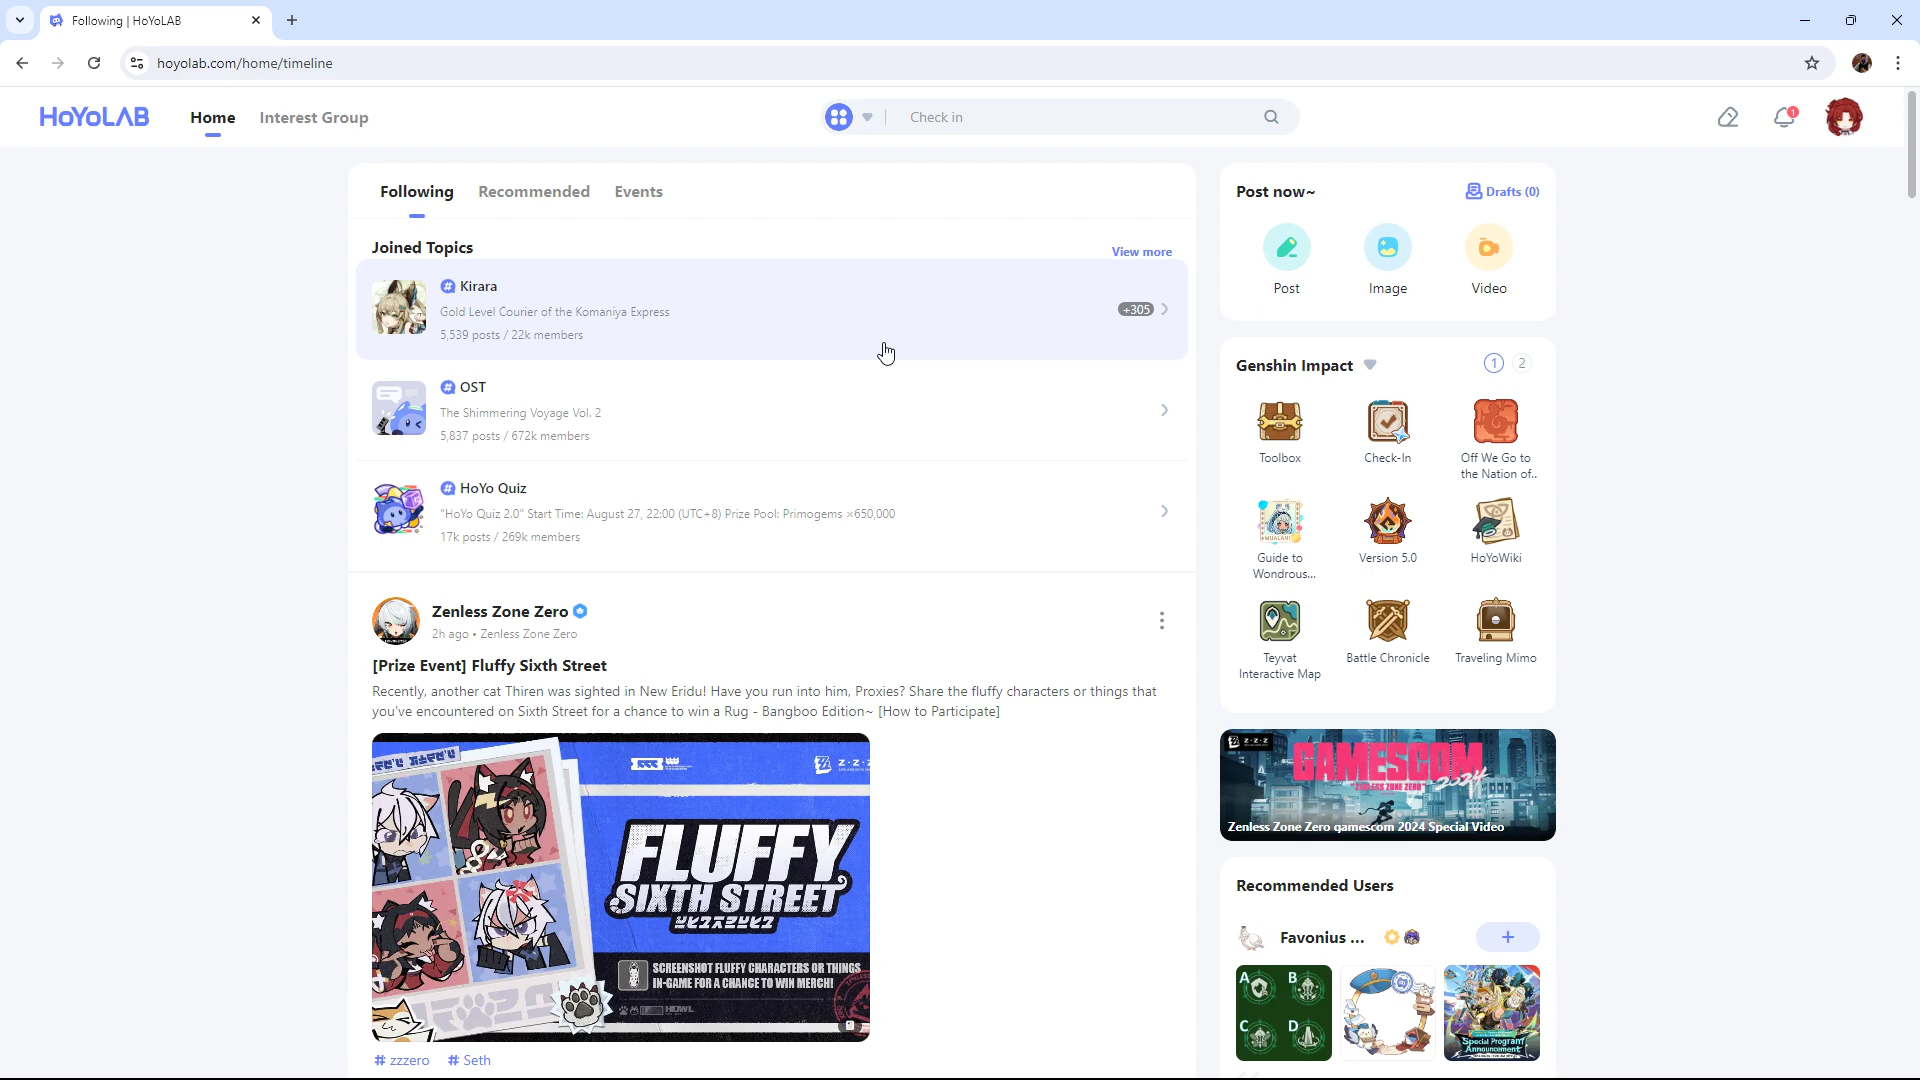 Following | HoYoLAB
hoyolab.com/home/timeline
HoYoLAB
Home
Interest Group
Check in
1
Following
Recommended
Events
Joined Topics
View more
Kirara
Gold Level Courier of the Komaniya Express
5,539 posts / 22k members
+305
OST
The Shimmering Voyage Vol. 2
5,837 posts / 672k members
HoYo Quiz
"HoYo Quiz 2.0" Start Time: August 27, 22:00 (UTC+8) Prize Pool: Primogems ×650,000
17k posts / 269k members
Zenless Zone Zero
2h ago • Zenless Zone Zero
[Prize Event] Fluffy Sixth Street
Recently, another cat Thiren was sighted in New Eridu! Have you run into him, Proxies? Share the fluffy characters or things that
you've encountered on Sixth Street for a chance to win a Rug - Bangboo Edition~ [How to Participate]
FLUFFY
SIXTH STREET
SCREENSHOT FLUFFY CHARACTERS OR THINGS
IN-GAME FOR A CHANCE TO WIN MERCH!
# zzzero
# Seth
Post now~
Drafts (0)
Post
Image
Video
Genshin Impact
1
2
Toolbox
Check-In
Off We Go to
the Nation of..
Guide to
Wondrous...
Version 5.0
HoYoWiki
Teyvat
Interactive Map
Battle Chronicle
Traveling Mimo
Z·Z·Z
GAMESCOM
2024
"ZENLESS ZONE ZERO"
Zenless Zone Zero gamescom 2024 Special Video
Recommended Users
Favonius ...
+
A
B
C
D
Special Program
Announcement